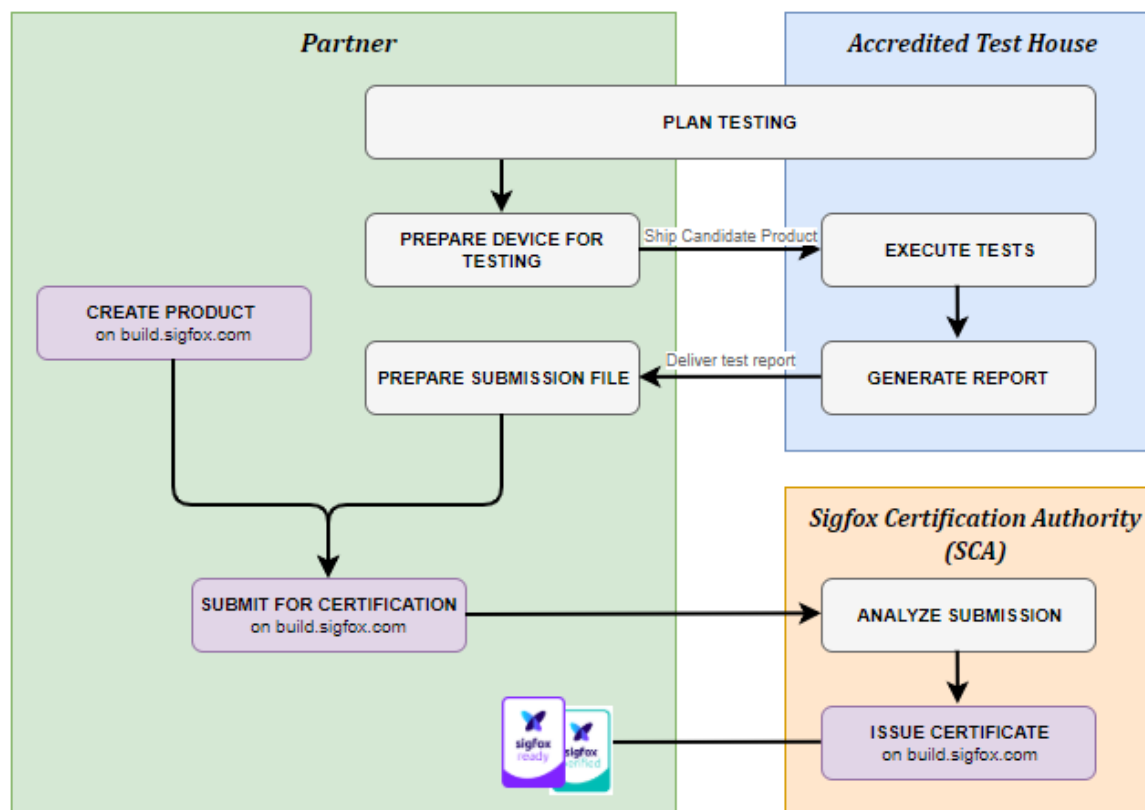 Partner
Accredited Test House
PLAN TESTING
PREPARE DEVICE FOR
TESTING
Ship Candidate Product
EXECUTE TESTS
CREATE PRODUCT
on build.sigfox.com
PREPARE SUBMISSION FILE
Deliver test report
GENERATE REPORT
Sigfox Certification Authority
(SCA)
SUBMIT FOR CERTIFICATION
on build.sigfox.com
ANALYZE SUBMISSION
ISSUE CERTIFICATE
on build.sigfox.com
sigfox
ready
sigfox